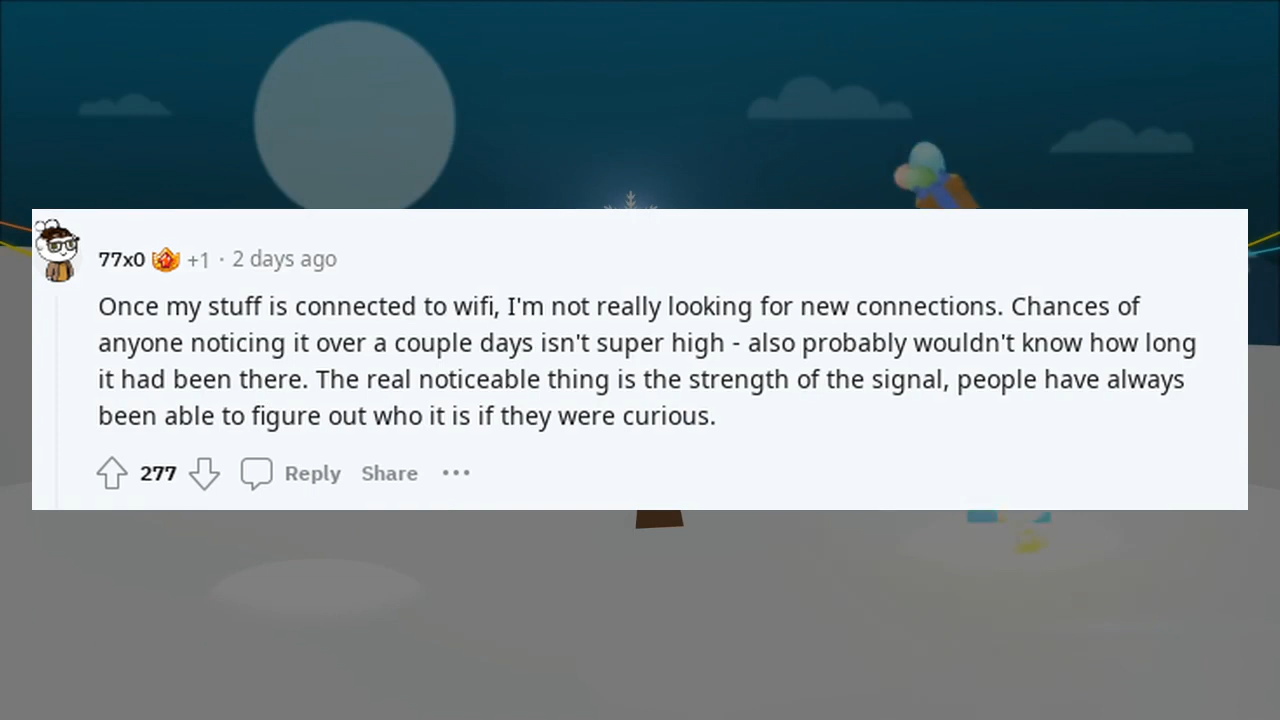 77x0 +1 · 2 days ago
Once my stuff is connected to wifi, I'm not really looking for new connections. Chances of
anyone noticing it over a couple days isn't super high - also probably wouldn't know how long
it had been there. The real noticeable thing is the strength of the signal, people have always
been able to figure out who it is if they were curious.
277 Reply Share ···